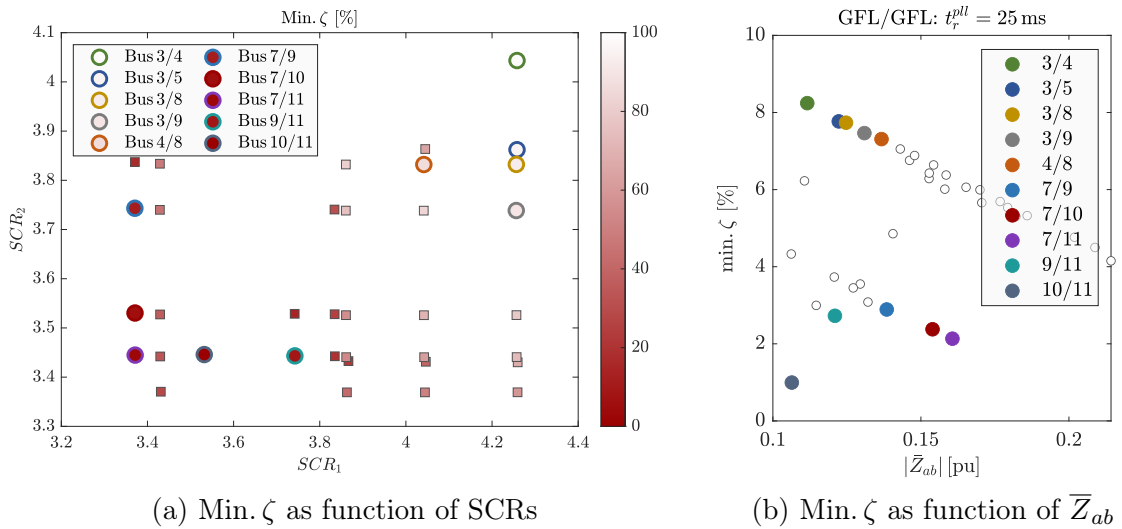 Min. ζ [%]
4.1
4
3.9
3.8
3.7
3.6
3.5
3.4
3.3
SCR₂
Bus 3/4
Bus 3/5
Bus 3/8
Bus 3/9
Bus 4/8
Bus 7/9
Bus 7/10
Bus 7/11
Bus 9/11
Bus 10/11
3.2
3.4
3.6
3.8
4
4.2
4.4
SCR₁
100
80
60
40
20
0
(a) Min. ζ as function of SCRs
GFL/GFL: t_r^{pll} = 25 ms
10
8
6
4
2
0
min. ζ [%]
3/4
3/5
3/8
3/9
4/8
7/9
7/10
7/11
9/11
10/11
0.1
0.15
0.2
|Z̄_{ab}| [pu]
(b) Min. ζ as function of Z̅_{ab}